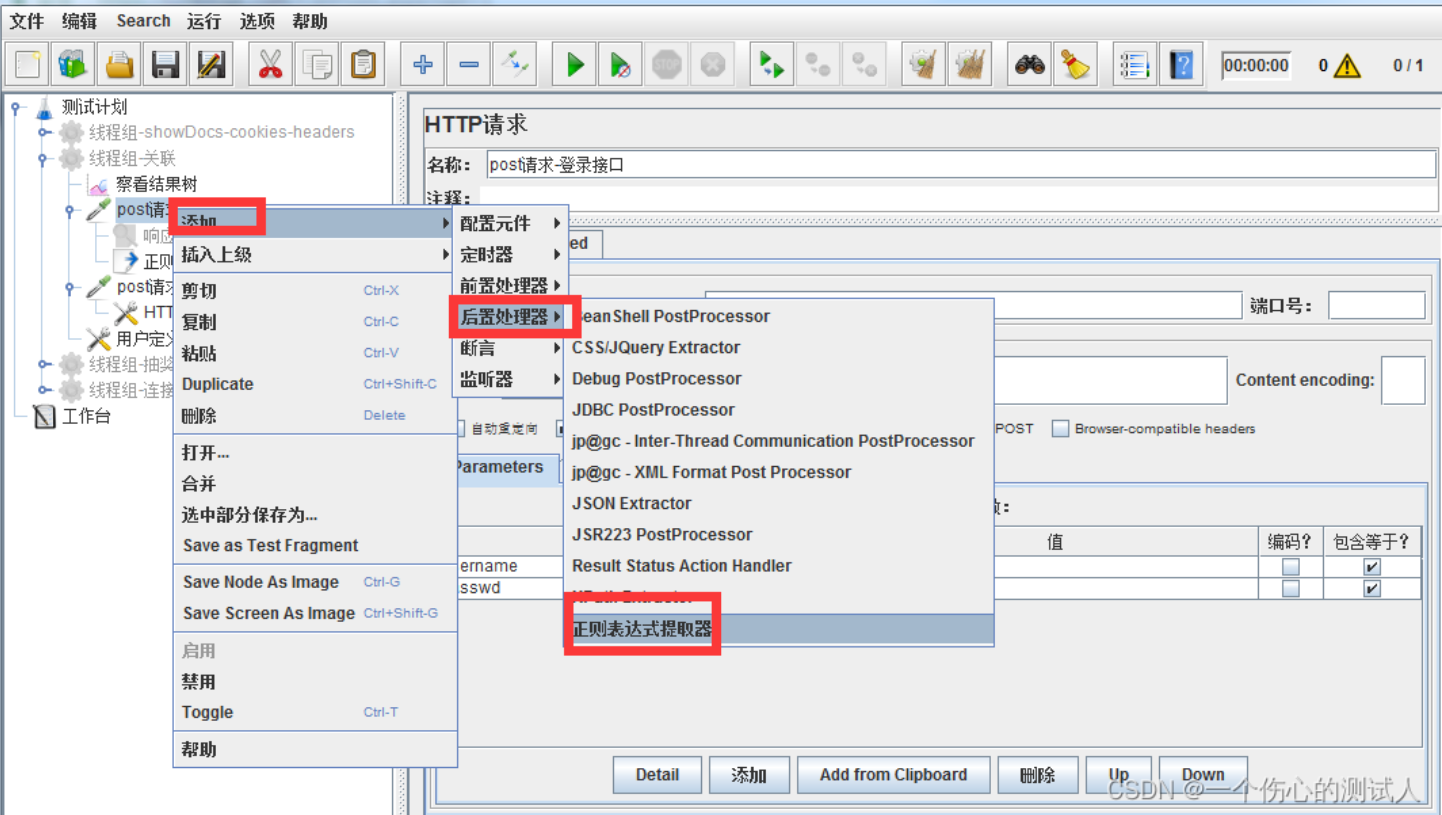 文件 编辑 Search 运行 选项 帮助
00:00:00 0 0 / 1
测试计划
线程组-showDocs-cookies-headers
线程组-关联
察看结果树
post请
响应
正则
post请求
HTT
用户定义
线程组-抽奖
线程组-连接
工作台
添加
插入上级
剪切 Ctrl-X
复制 Ctrl-C
粘贴 Ctrl-V
Duplicate Ctrl+Shift-C
删除 Delete
打开...
合并
选中部分保存为...
Save as Test Fragment
Save Node As Image Ctrl-G
Save Screen As Image Ctrl+Shift-G
启用
禁用
Toggle Ctrl-T
帮助
配置元件
定时器
前置处理器
后置处理器
断言
监听器
BeanShell PostProcessor
CSS/JQuery Extractor
Debug PostProcessor
JDBC PostProcessor
jp@gc - Inter-Thread Communication PostProcessor
jp@gc - XML Format Post Processor
JSON Extractor
JSR223 PostProcessor
Result Status Action Handler
XPath Extractor
正则表达式提取器
HTTP请求
名称： post请求-登录接口
注释：
ed
端口号：
Content encoding:
自动重定向 POST Browser-compatible headers
Parameters
值 编码? 包含等于?
ername
sswd
Detail 添加 Add from Clipboard 删除 Up Down
CSDN @一个伤心的测试人